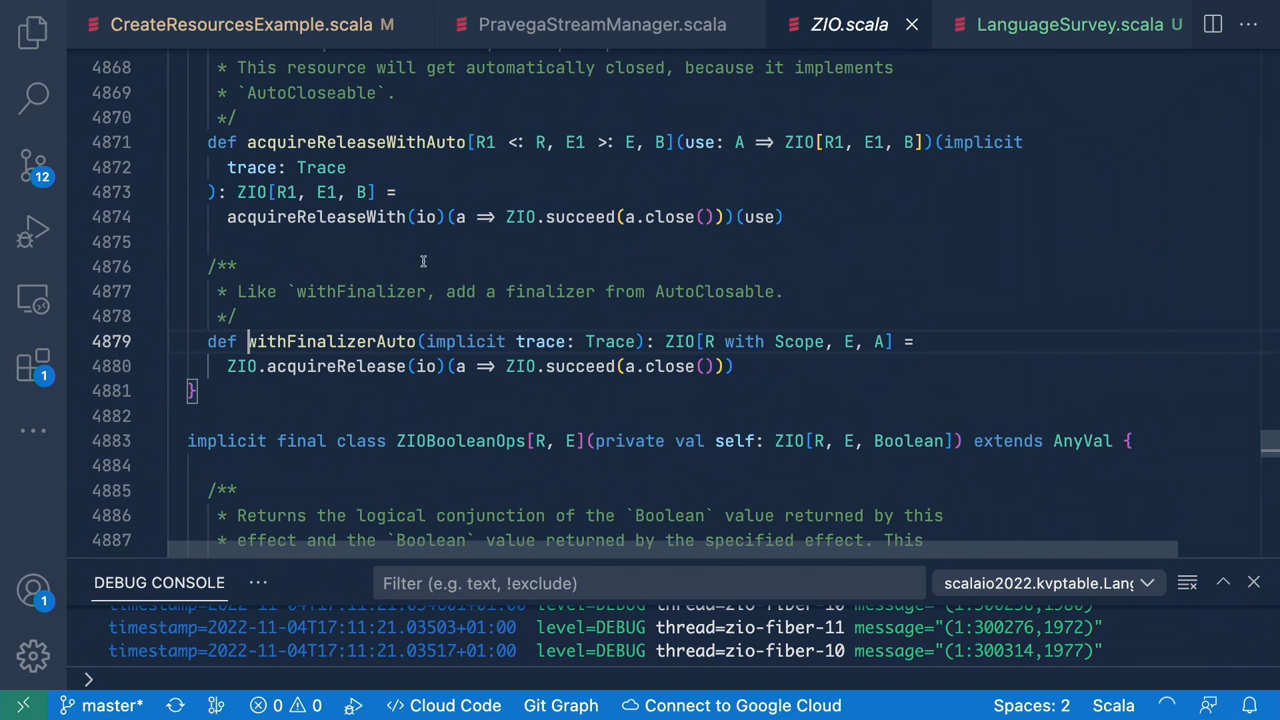 CreateResourcesExample.scala M
PravegaStreamManager.scala
ZIO.scala
LanguageSurvey.scala U
4868 * This resource will get automatically closed, because it implements
4869 * `AutoCloseable`.
4870 */
4871 def acquireReleaseWithAuto[R1 <: R, E1 >: E, B](use: A => ZIO[R1, E1, B])(implicit
4872 trace: Trace
4873 ): ZIO[R1, E1, B] =
4874 acquireReleaseWith(io)(a => ZIO.succeed(a.close()))(use)
4875
4876 /**
4877 * Like `withFinalizer, add a finalizer from AutoClosable.
4878 */
4879 def withFinalizerAuto(implicit trace: Trace): ZIO[R with Scope, E, A] =
4880 ZIO.acquireRelease(io)(a => ZIO.succeed(a.close()))
4881 }
4882
4883 implicit final class ZIOBooleanOps[R, E](private val self: ZIO[R, E, Boolean]) extends AnyVal {
4884
4885 /**
4886 * Returns the logical conjunction of the `Boolean` value returned by this
4887 * effect and the `Boolean` value returned by the specified effect. This
12
1
1
DEBUG CONSOLE
Filter (e.g. text, !exclude)
scalaio2022.kvptable.Lang
level=DEBUG thread=zio-fiber-10
timestamp=2022-11-04T17:11:21.03503+01:00 level=DEBUG thread=zio-fiber-11 message="(1:300276,1972)"
timestamp=2022-11-04T17:11:21.03517+01:00 level=DEBUG thread=zio-fiber-10 message="(1:300314,1977)"
>
master* 0 0 Cloud Code Git Graph Connect to Google Cloud Spaces: 2 Scala